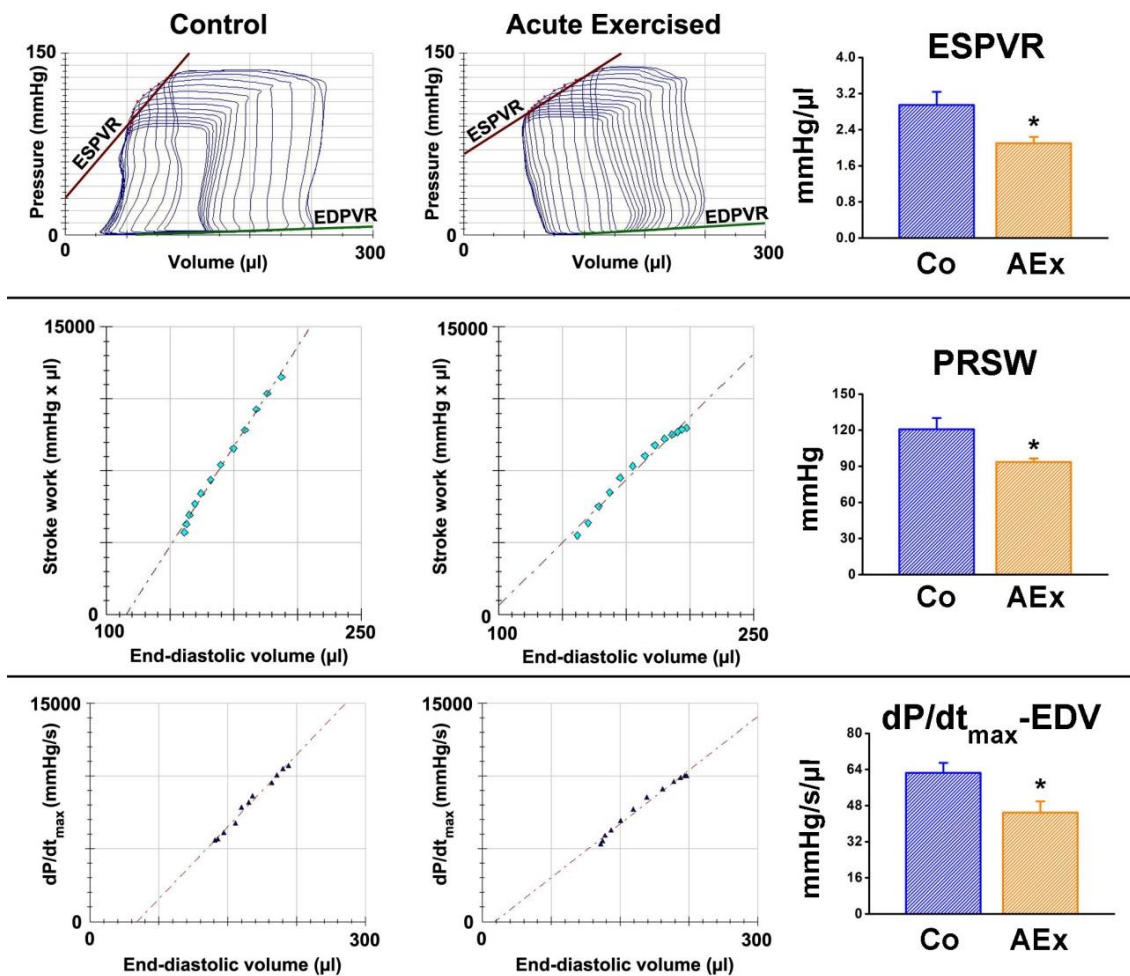 Control
Acute Exercised
ESPVR
Pressure (mmHg)
150
0
ESPVR
EDPVR
0
300
Volume (µl)
Pressure (mmHg)
150
0
ESPVR
EDPVR
0
300
Volume (µl)
mmHg/µl
4.0
3.2
2.4
1.6
0.8
0.0
*
Co
AEx
Stroke work (mmHg x µl)
15000
0
100
250
End-diastolic volume (µl)
Stroke work (mmHg x µl)
15000
0
100
250
End-diastolic volume (µl)
PRSW
mmHg
150
120
90
60
30
0
*
Co
AEx
dP/dtmax (mmHg/s)
15000
0
0
300
End-diastolic volume (µl)
dP/dtmax (mmHg/s)
15000
0
0
300
End-diastolic volume (µl)
dP/dtmax-EDV
mmHg/s/µl
80
64
48
32
16
0
*
Co
AEx